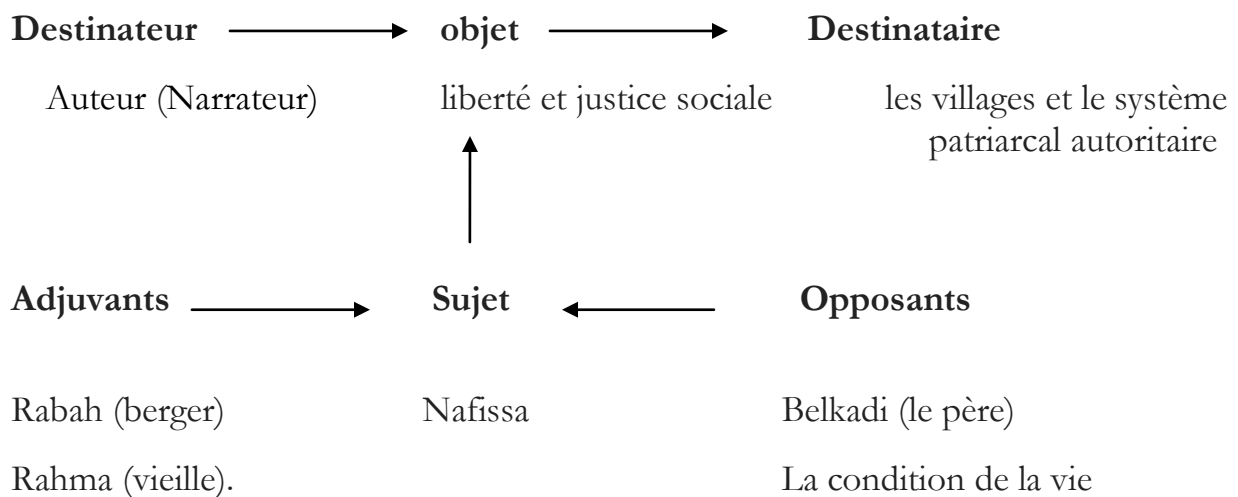 Destinateur objet Destinataire
Auteur (Narrateur) liberté et justice sociale les villages et le système
patriarcal autoritaire
Adjuvants Sujet Opposants
Rabah (berger) Nafissa Belkadi (le père)
Rahma (vieille). La condition de la vie